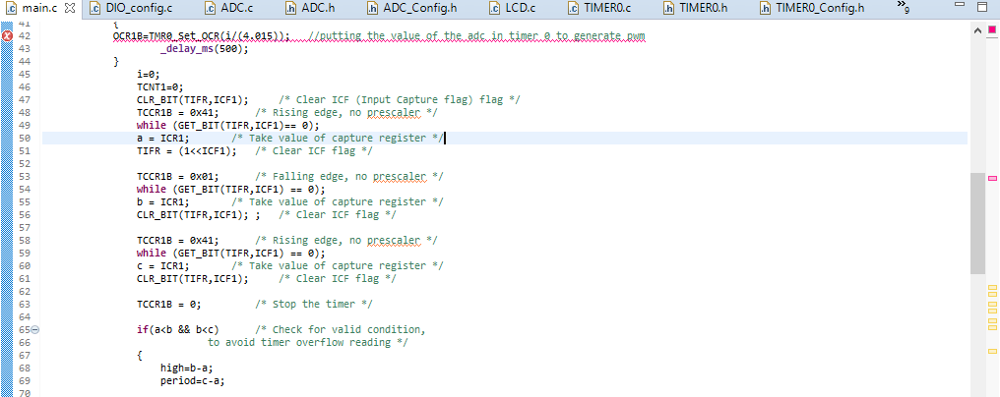 main.c DIO_config.c ADC.c ADC.h ADC_Config.h LCD.c TIMER0.c TIMER0.h TIMER0_Config.h »9
41 {
42 OCR1B=TMR0_Set_OCR(i/(4.015)); //putting the value of the adc in timer 0 to generate pwm
43 _delay_ms(500);
44 }
45 i=0;
46 TCNT1=0;
47 CLR_BIT(TIFR,ICF1); /* Clear ICF (Input Capture flag) flag */
48 TCCR1B = 0x41; /* Rising edge, no prescaler */
49 while (GET_BIT(TIFR,ICF1)== 0);
50 a = ICR1; /* Take value of capture register */
51 TIFR = (1<<ICF1); /* Clear ICF flag */
52
53 TCCR1B = 0x01; /* Falling edge, no prescaler */
54 while (GET_BIT(TIFR,ICF1) == 0);
55 b = ICR1; /* Take value of capture register */
56 CLR_BIT(TIFR,ICF1); ; /* Clear ICF flag */
57
58 TCCR1B = 0x41; /* Rising edge, no prescaler */
59 while (GET_BIT(TIFR,ICF1) == 0);
60 c = ICR1; /* Take value of capture register */
61 CLR_BIT(TIFR,ICF1); /* Clear ICF flag */
62
63 TCCR1B = 0; /* Stop the timer */
64
65 if(a<b && b<c) /* Check for valid condition,
66 to avoid timer overflow reading */
67 {
68 high=b-a;
69 period=c-a;
70